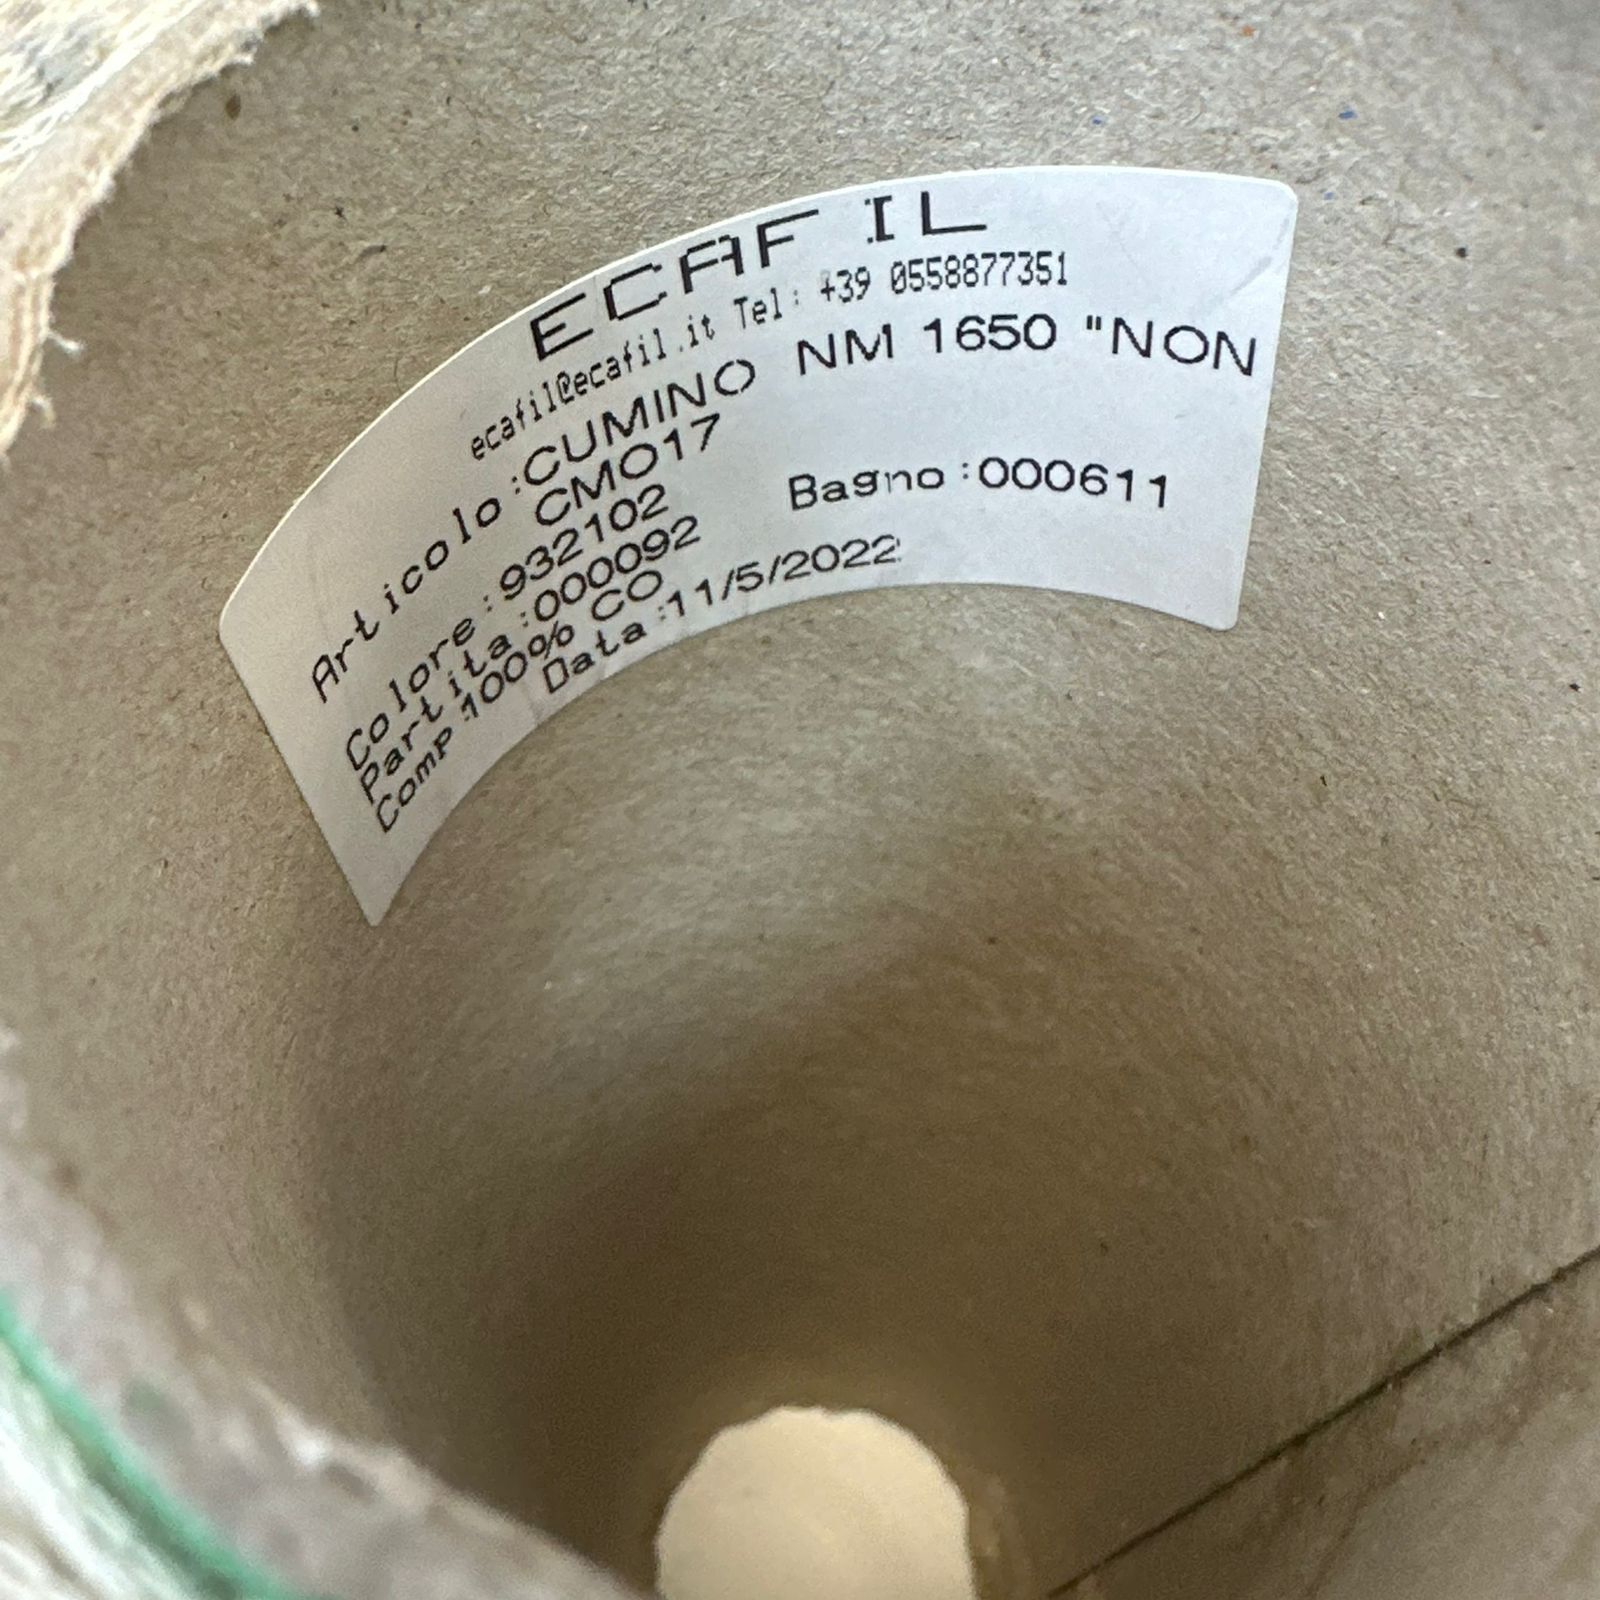 ECAFIL
ecafil@ecafil.it Tel: +39 0558877351
Articolo:CUMINO NM 1650 "NON
CMO17
Colore:932102
Partita:000092 Bagno:000611
Comp:100% CO
Data:11/5/2022